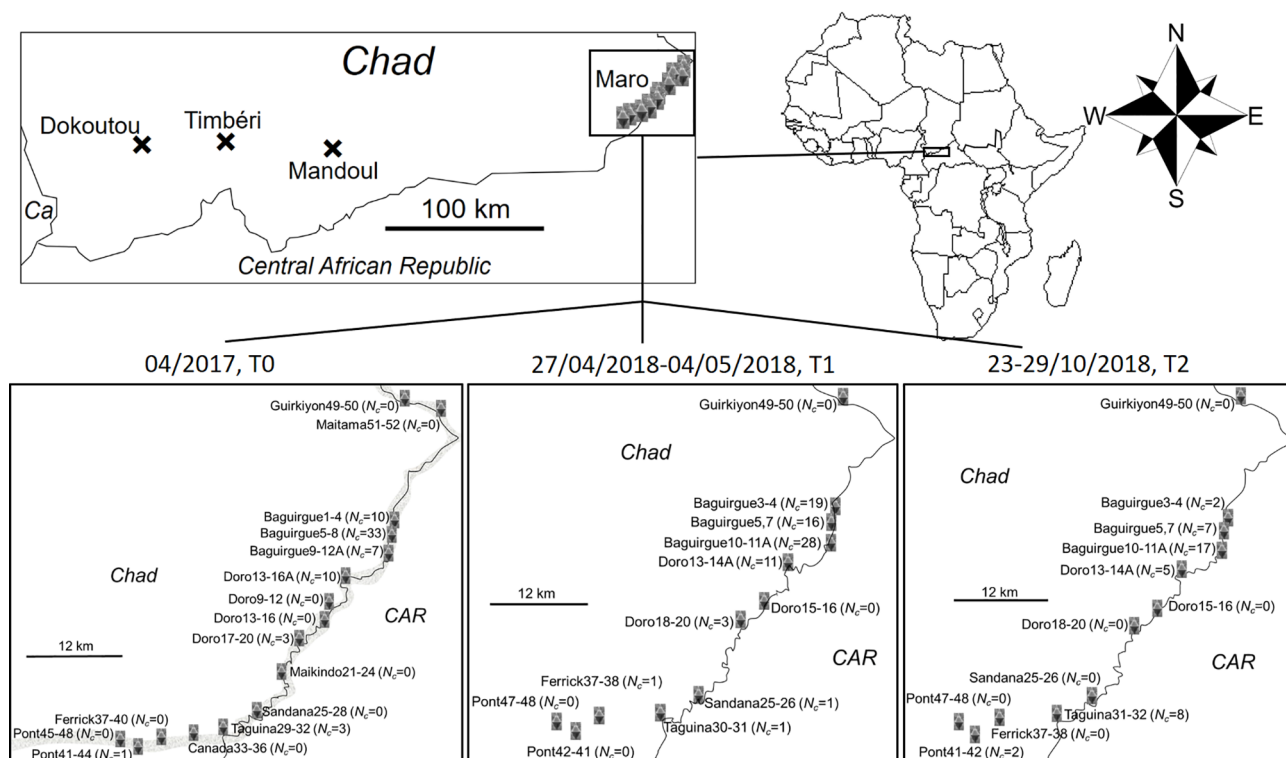 Chad
Maro
Dokoutou
Timbéri
Mandoul
Ca
100 km
Central African Republic
N
W
E
S
04/2017, T0
27/04/2018-04/05/2018, T1
23-29/10/2018, T2
Guirkiyon49-50 (Nc=0)
Maitama51-52 (Nc=0)
Baguirgue1-4 (Nc=10)
Baguirgue5-8 (Nc=33)
Baguirgue9-12A (Nc=7)
Chad
Doro13-16A (Nc=10)
Doro9-12 (Nc=0)
Doro13-16 (Nc=0)
CAR
Doro17-20 (Nc=3)
12 km
Maikindo21-24 (Nc=0)
Sandana25-28 (Nc=0)
Ferrick37-40 (Nc=0)
Taguina29-32 (Nc=3)
Pont45-48 (Nc=0)
Canada33-36 (Nc=0)
Pont41-44 (Nc=1)
Guirkiyon49-50 (Nc=0)
Chad
Baguirgue3-4 (Nc=19)
Baguirgue5,7 (Nc=16)
Baguirgue10-11A (Nc=28)
Doro13-14A (Nc=11)
12 km
Doro15-16 (Nc=0)
Doro18-20 (Nc=3)
CAR
Ferrick37-38 (Nc=1)
Pont47-48 (Nc=0)
Sandana25-26 (Nc=1)
Taguina30-31 (Nc=1)
Pont42-41 (Nc=0)
Guirkiyon49-50 (Nc=0)
Chad
Baguirgue3-4 (Nc=2)
Baguirgue5,7 (Nc=7)
Baguirgue10-11A (Nc=17)
Doro13-14A (Nc=5)
12 km
Doro15-16 (Nc=0)
Doro18-20 (Nc=0)
CAR
Sandana25-26 (Nc=0)
Pont47-48 (Nc=0)
Taguina31-32 (Nc=8)
Ferrick37-38 (Nc=0)
Pont41-42 (Nc=2)